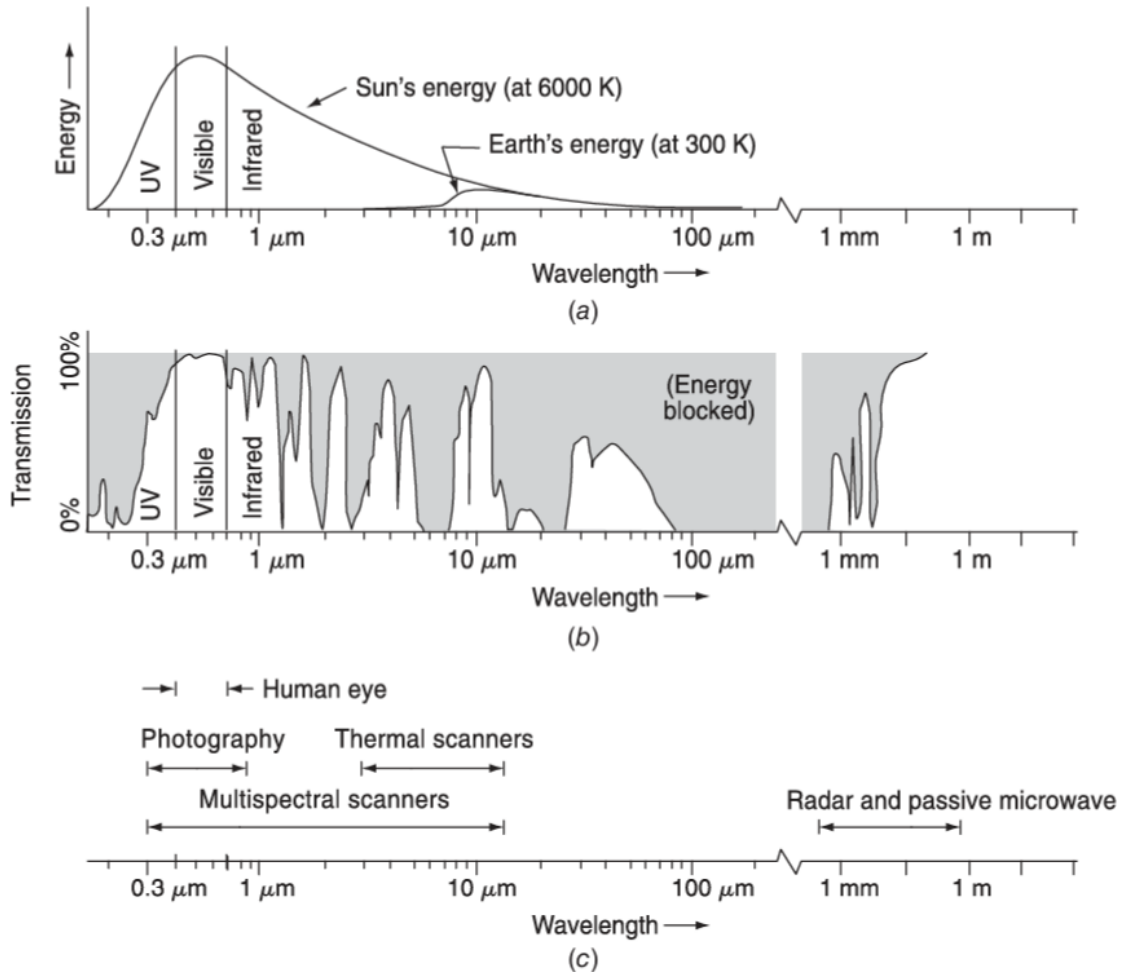 Energy
Sun's energy (at 6000 K)
Earth's energy (at 300 K)
UV
Visible
Infrared
0.3 μm
1 μm
10 μm
100 μm
1 mm
1 m
Wavelength
(a)
Transmission
100%
0%
(Energy
blocked)
UV
Visible
Infrared
0.3 μm
1 μm
10 μm
100 μm
1 mm
1 m
Wavelength
(b)
Human eye
Photography
Thermal scanners
Multispectral scanners
Radar and passive microwave
0.3 μm
1 μm
10 μm
100 μm
1 mm
1 m
Wavelength
(c)